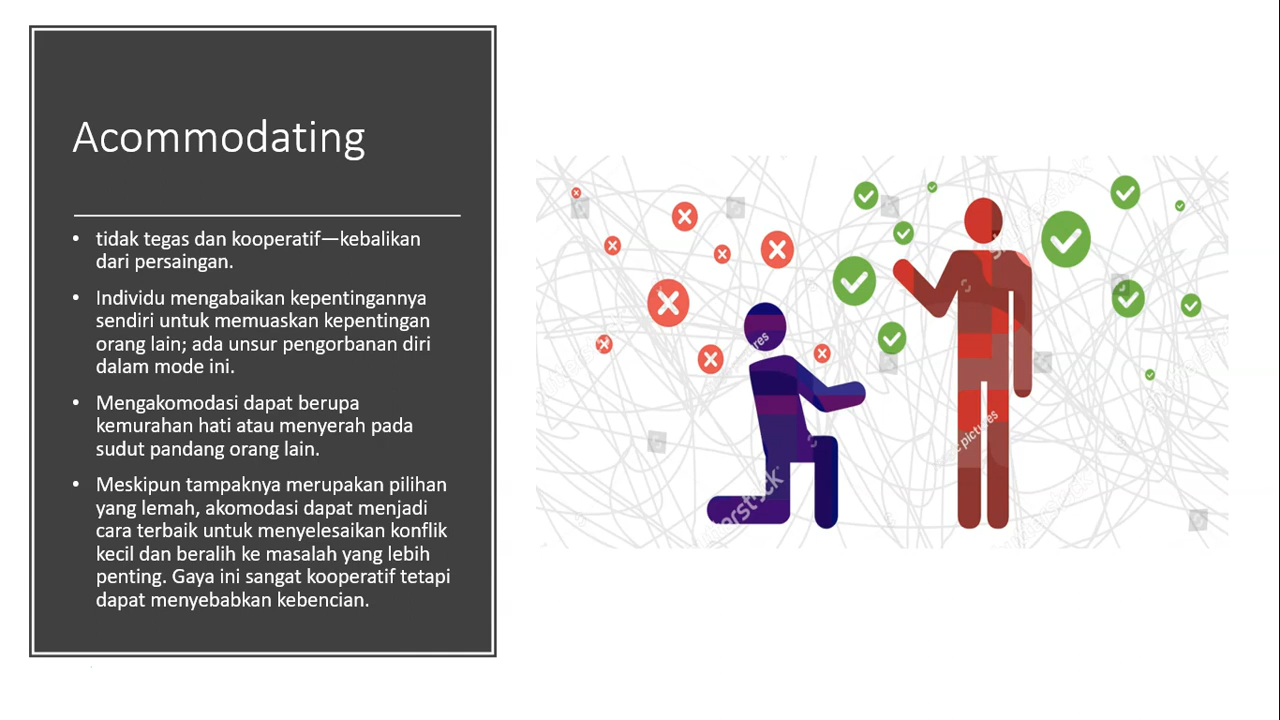 Acommodating
• tidak tegas dan kooperatif—kebalikan
dari persaingan.
• Individu mengabaikan kepentingannya
sendiri untuk memuaskan kepentingan
orang lain; ada unsur pengorbanan diri
dalam mode ini.
• Mengakomodasi dapat berupa
kemurahan hati atau menyerah pada
sudut pandang orang lain.
• Meskipun tampaknya merupakan pilihan
yang lemah, akomodasi dapat menjadi
cara terbaik untuk menyelesaikan konflik
kecil dan beralih ke masalah yang lebih
penting. Gaya ini sangat kooperatif tetapi
dapat menyebabkan kebencian.